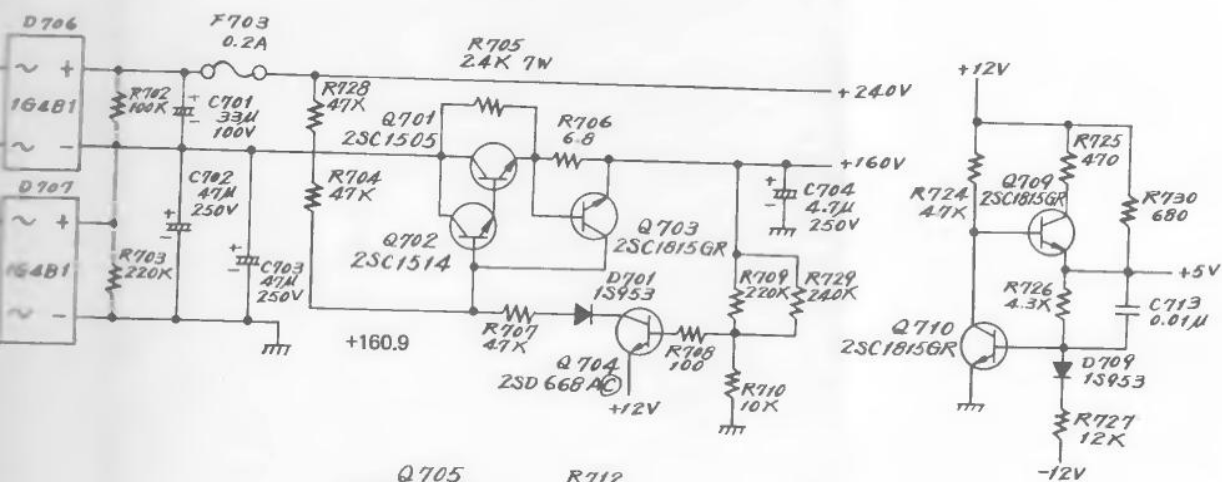 D706
~ +
1G4B1
~ -
F703
0.2A
R702
100K
C701
33μ
100V
R728
47K
R705
2.4K 7W
+240V
Q701
2SC1505
R706
6.8
+160V
D707
~ +
1G4B1
~ -
R703
220K
C702
47μ
250V
C703
47μ
250V
R704
47K
Q702
2SC1514
Q703
2SC1815GR
C704
4.7μ
250V
D701
1S953
R709
220K
R729
240K
+160.9
R707
47K
Q704
2SD668AⒸ
+12V
R708
100
R710
10K
+12V
R724
4.7K
R725
470
Q709
2SC1815GR
R730
680
+5V
R726
4.3K
C713
0.01μ
Q710
2SC1815GR
D709
1S953
R727
12K
-12V
Q705
R712